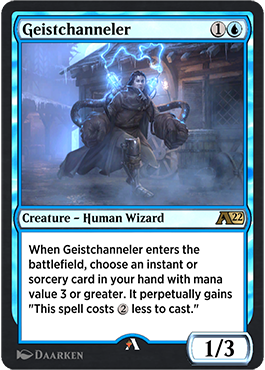 Geistchanneler 1
Creature – Human Wizard A22
When Geistchanneler enters the
battlefield, choose an instant or
sorcery card in your hand with mana
value 3 or greater. It perpetually gains
"This spell costs 2 less to cast."
DAARKEN
1/3